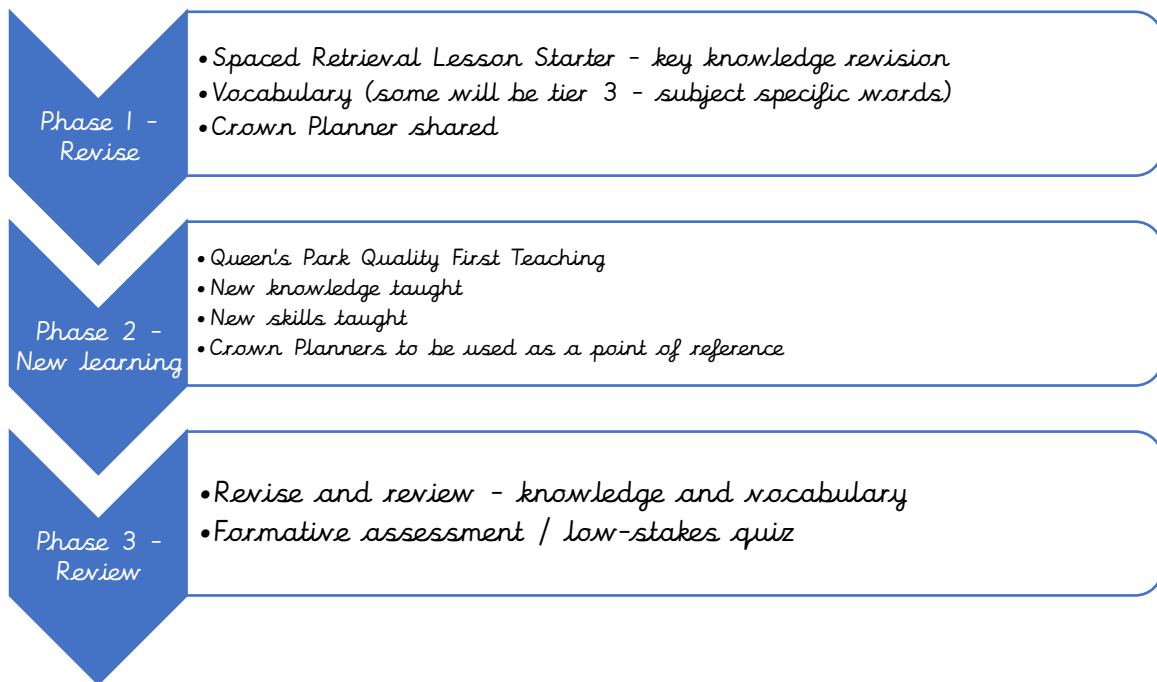 Phase 1 -
Revise
• Spaced Retrieval Lesson Starter - key knowledge revision
• Vocabulary (some will be tier 3 - subject specific words)
• Crown Planner shared
Phase 2 -
New learning
• Queen's Park Quality First Teaching
• New knowledge taught
• New skills taught
• Crown Planners to be used as a point of reference
Phase 3 -
Review
• Revise and review - knowledge and vocabulary
• Formative assessment / low-stakes quiz